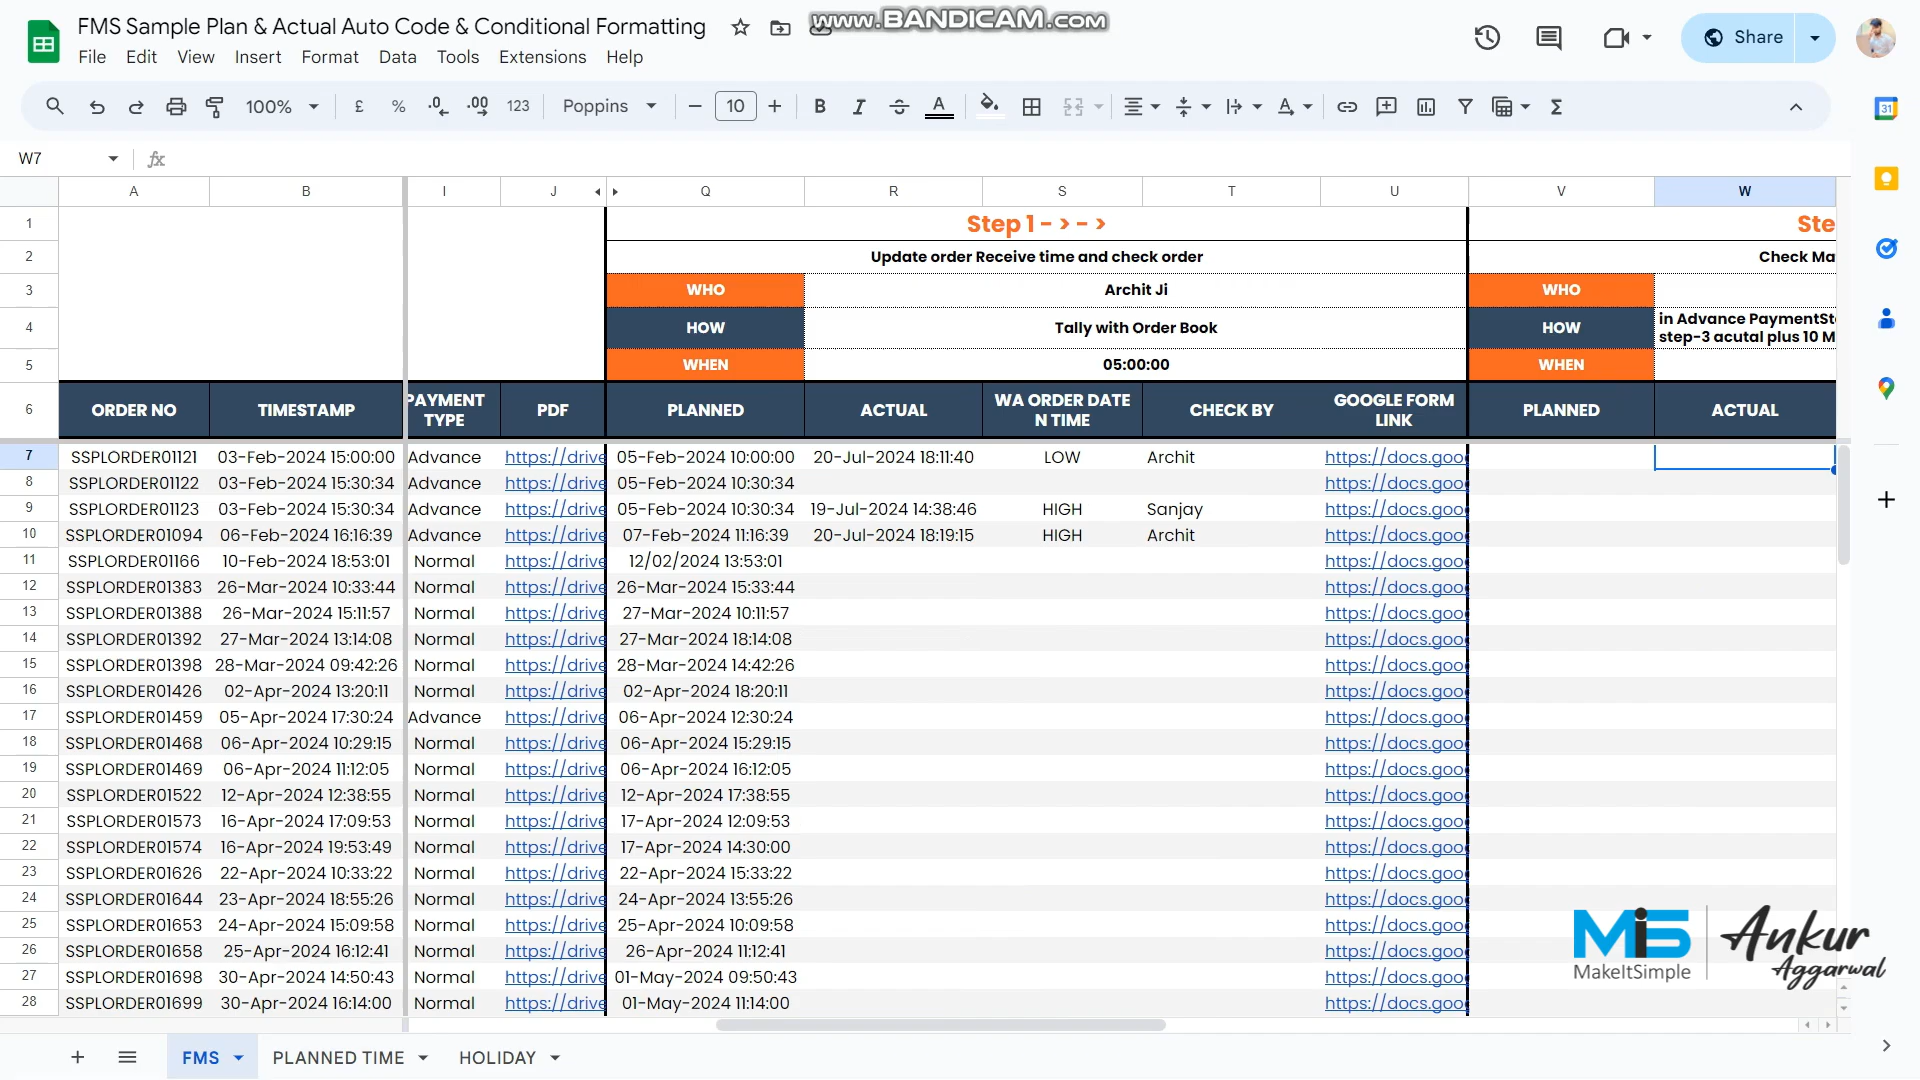 FMS Sample Plan & Actual Auto Code & Conditional Formatting
www.BANDICAM.com
File Edit View Insert Format Data Tools Extensions Help
Share
100% £ % .0 .00 123 Poppins 10 B I A
W7 fx
A B I J Q R S T U V W
1 Step 1 - > - > Ste
2 Update order Receive time and check order Check Ma
3 WHO Archit Ji WHO
4 HOW Tally with Order Book HOW in Advance PaymentSt
step-3 acutal plus 10 M
5 WHEN 05:00:00 WHEN
6 ORDER NO TIMESTAMP PAYMENT TYPE PDF PLANNED ACTUAL WA ORDER DATE N TIME CHECK BY GOOGLE FORM LINK PLANNED ACTUAL
7 SSPLORDER01121 03-Feb-2024 15:00:00 Advance https://drive 05-Feb-2024 10:00:00 20-Jul-2024 18:11:40 LOW Archit https://docs.goo
8 SSPLORDER01122 03-Feb-2024 15:30:34 Advance https://drive 05-Feb-2024 10:30:34 https://docs.goo
9 SSPLORDER01123 03-Feb-2024 15:30:34 Advance https://drive 05-Feb-2024 10:30:34 19-Jul-2024 14:38:46 HIGH Sanjay https://docs.goo
10 SSPLORDER01094 06-Feb-2024 16:16:39 Advance https://drive 07-Feb-2024 11:16:39 20-Jul-2024 18:19:15 HIGH Archit https://docs.goo
11 SSPLORDER01166 10-Feb-2024 18:53:01 Normal https://drive 12/02/2024 13:53:01 https://docs.goo
12 SSPLORDER01383 26-Mar-2024 10:33:44 Normal https://drive 26-Mar-2024 15:33:44 https://docs.goo
13 SSPLORDER01388 26-Mar-2024 15:11:57 Normal https://drive 27-Mar-2024 10:11:57 https://docs.goo
14 SSPLORDER01392 27-Mar-2024 13:14:08 Normal https://drive 27-Mar-2024 18:14:08 https://docs.goo
15 SSPLORDER01398 28-Mar-2024 09:42:26 Normal https://drive 28-Mar-2024 14:42:26 https://docs.goo
16 SSPLORDER01426 02-Apr-2024 13:20:11 Normal https://drive 02-Apr-2024 18:20:11 https://docs.goo
17 SSPLORDER01459 05-Apr-2024 17:30:24 Advance https://drive 06-Apr-2024 12:30:24 https://docs.goo
18 SSPLORDER01468 06-Apr-2024 10:29:15 Normal https://drive 06-Apr-2024 15:29:15 https://docs.goo
19 SSPLORDER01469 06-Apr-2024 11:12:05 Normal https://drive 06-Apr-2024 16:12:05 https://docs.goo
20 SSPLORDER01522 12-Apr-2024 12:38:55 Normal https://drive 12-Apr-2024 17:38:55 https://docs.goo
21 SSPLORDER01573 16-Apr-2024 17:09:53 Normal https://drive 17-Apr-2024 12:09:53 https://docs.goo
22 SSPLORDER01574 16-Apr-2024 19:53:49 Normal https://drive 17-Apr-2024 14:30:00 https://docs.goo
23 SSPLORDER01626 22-Apr-2024 10:33:22 Normal https://drive 22-Apr-2024 15:33:22 https://docs.goo
24 SSPLORDER01644 23-Apr-2024 18:55:26 Normal https://drive 24-Apr-2024 13:55:26 https://docs.goo
25 SSPLORDER01653 24-Apr-2024 15:09:58 Normal https://drive 25-Apr-2024 10:09:58 https://docs.goo
26 SSPLORDER01658 25-Apr-2024 16:12:41 Normal https://drive 26-Apr-2024 11:12:41 https://docs.goo
27 SSPLORDER01698 30-Apr-2024 14:50:43 Normal https://drive 01-May-2024 09:50:43 https://docs.goo
28 SSPLORDER01699 30-Apr-2024 16:14:00 Normal https://drive 01-May-2024 11:14:00 https://docs.goo
MiS
MakeItSimple
Ankur
Aggarwal
FMS PLANNED TIME HOLIDAY
31